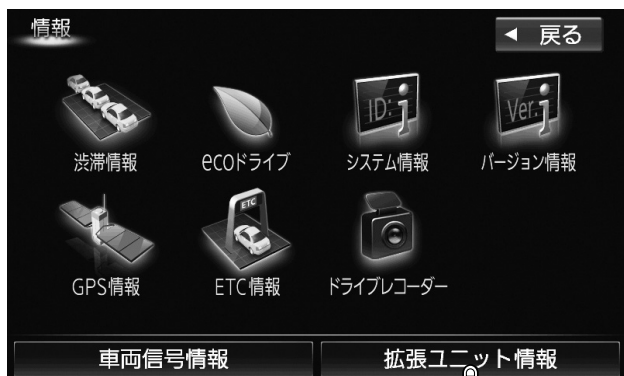 情報
◀ 戻る
ID: i
Ver. i
渋滞情報
ecoドライブ
システム情報
バージョン情報
ETC
GPS情報
ETC情報
ドライブレコーダー
車両信号情報
拡張ユニット情報